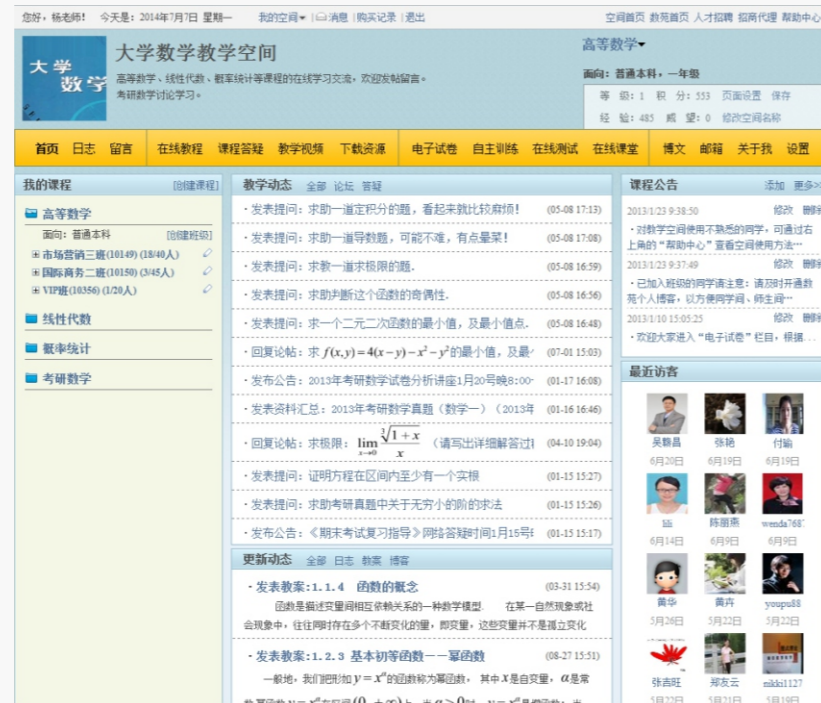 您好，杨老师！ 今天是：2014年7月7日 星期一 我的空间 消息 |购买记录 |退出 空间首页 数苑首页 人才招聘 招商代理 帮助中心
大学
数学
大学数学教学空间
高等数学、线性代数、概率统计等课程的在线学习交流，欢迎发帖留言。
考研数学讨论学习。
高等数学
面向：普通本科，一年级
等 级：1 积 分：553 页面设置 保存
经 验：485 威 望：0 修改空间名称
首页 日志 留言 在线教程 课程答疑 教学视频 下载资源 电子试卷 自主训练 在线测试 在线课堂 博文 邮箱 关于我 设置
我的课程 [创建课程]
高等数学
面向：普通本科 [创建班级]
市场营销三班(10149) (18/40人)
国际商务二班(10150) (3/45人)
VIP班(10356) (1/20人)
线性代数
概率统计
考研数学
教学动态 全部 论坛 答疑
·发表提问：求助一道定积分的题，看起来就比较麻烦！ (05-08 17:13)
·发表提问：求助一道导数题，可能不难，有点晕菜！ (05-08 17:08)
·发表提问：求教一道求极限的题. (05-08 16:59)
·发表提问：求助判断这个函数的奇偶性. (05-08 16:56)
·发表提问：求一个二元二次函数的最小值，及最小值点. (05-08 16:48)
·回复论帖：求 f(x,y)=4(x−y)−x²−y²的最小值，及最 (07-01 15:03)
·发布公告：2013年考研数学试卷分析讲座1月20号晚8:00- (01-17 16:08)
·发表资料汇总：2013年考研数学真题（数学一）（2013年 (01-16 16:46)
·回复论帖：求极限：lim x→0 ∛(1+x) / x （请写出详细解答过 (04-10 19:04)
·发表提问：证明方程在区间内至少有一个实根 (01-15 15:27)
·发表提问：求助考研真题中关于无穷小的阶的求法 (01-15 15:26)
·发布公告：《期末考试复习指导》网络答疑时间1月15号 (01-15 15:17)
更新动态 全部 日志 教案 博客
·发表教案:1.1.4 函数的概念 (03-31 15:54)
函数是描述变量间相互依赖关系的一种数学模型. 在某一自然现象或社
会现象中，往往同时存在多个不断变化的量，即变量，这些变量并不是孤立变化
·发表教案:1.2.3 基本初等函数——幂函数 (08-27 15:51)
一般地，我们把形如 y=xᵅ的函数称为幂函数， 其中 x是自变量，α是常
课程公告 添加 更多>>
2013/1/23 9:38:50 修改 删除
·对教学空间使用不熟悉的同学，可通过右
上角的“帮助中心”查看空间使用方法…
2013/1/23 9:37:49 修改 删除
·已加入班级的同学请注意：请及时开通数
苑个人博客，以方便同学间、师生间…
2013/1/10 15:05:25 修改 删除
·欢迎大家进入“电子试卷”栏目，根据...
最近访客
吴赣昌 张艳 付瑜
6月20日 6月19日 6月19日
陈丽燕 wenda768
6月14日 6月9日 6月9日
黄华 黄卉 youpu88
5月26日 5月22日 5月22日
张吉旺 郑友云 nikki1127
5月22日 5月21日 5月19日